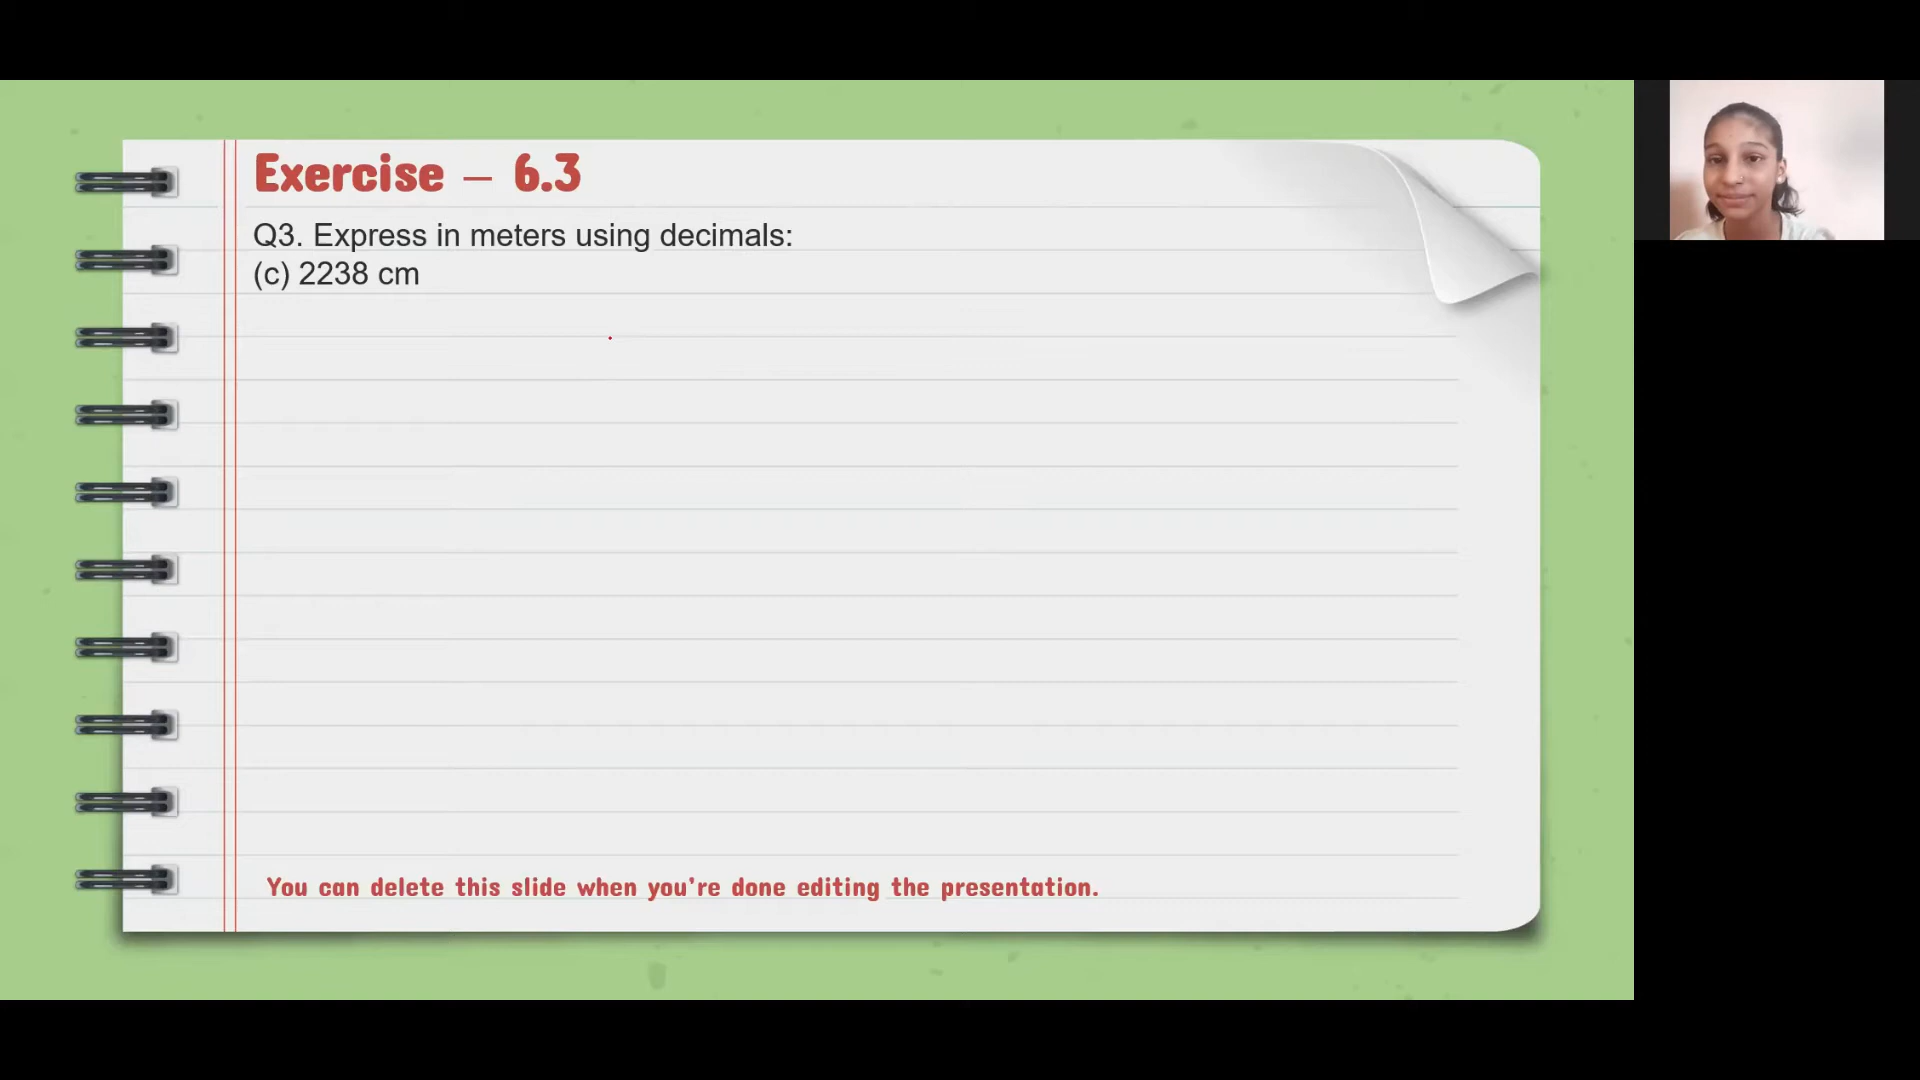 Exercise – 6.3
Q3. Express in meters using decimals:
(c) 2238 cm
You can delete this slide when you're done editing the presentation.